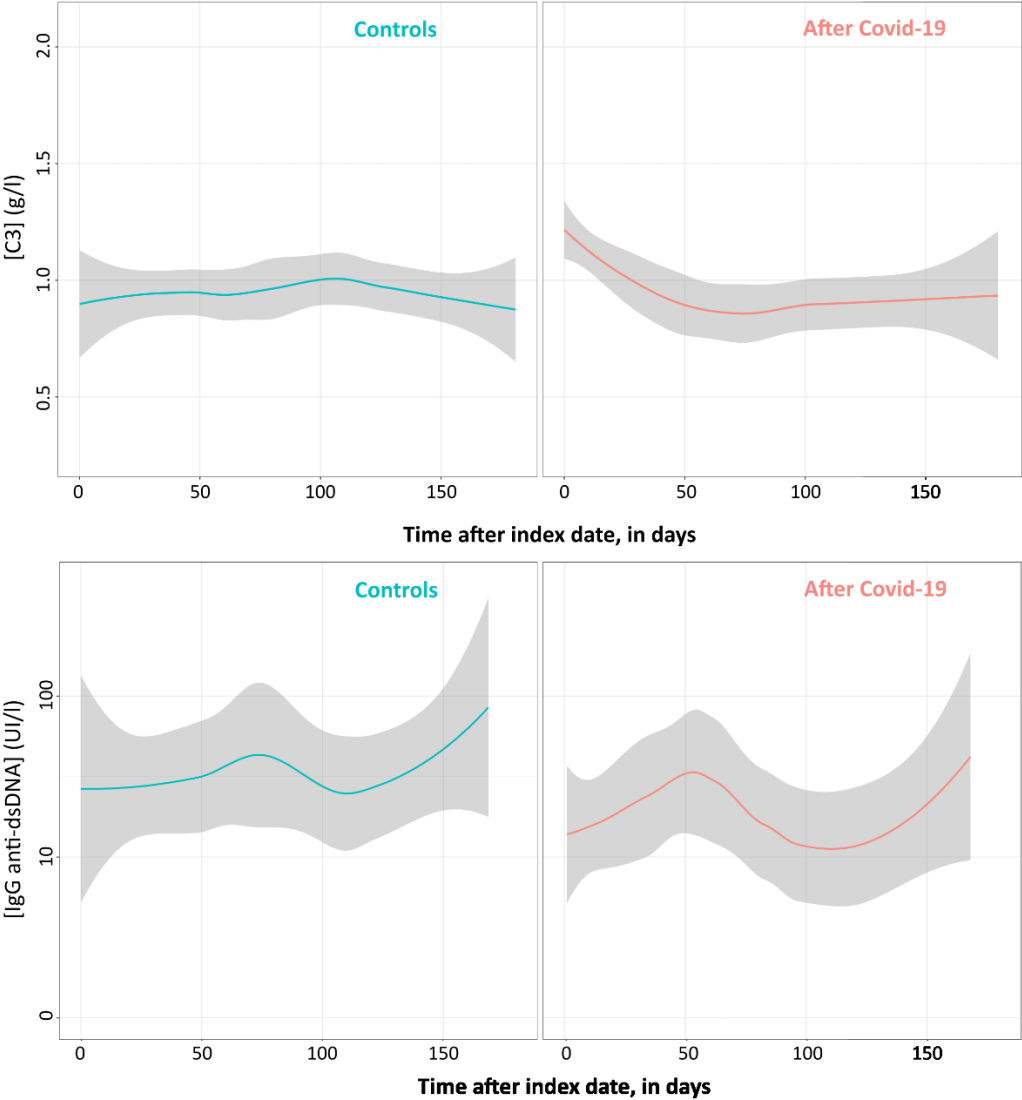 Controls
After Covid-19
[C3] (g/l)
2.0
1.5
1.0
0.5
0 50 100 150
0 50 100 150
Time after index date, in days
Controls
After Covid-19
[IgG anti-dsDNA] (UI/l)
100
10
0
0 50 100 150
0 50 100 150
Time after index date, in days